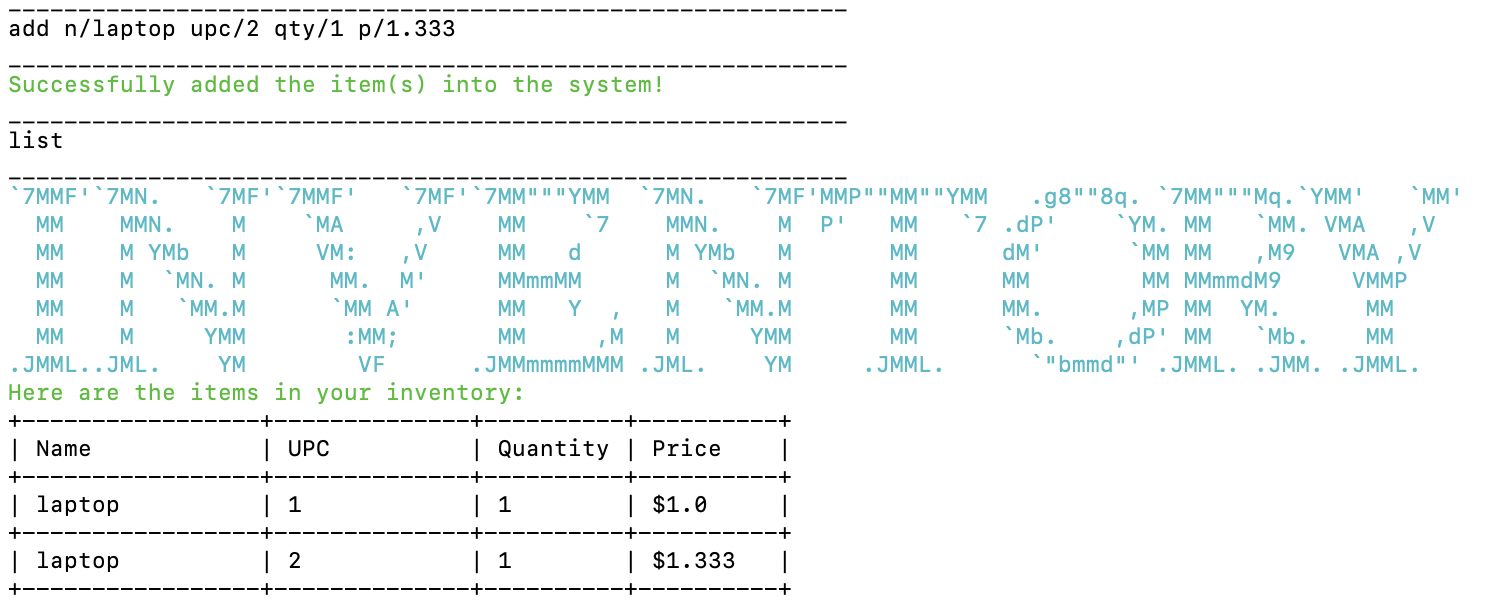 ____________________________________________________________
add n/laptop upc/2 qty/1 p/1.333
____________________________________________________________
Successfully added the item(s) into the system!
____________________________________________________________
list
____________________________________________________________
`7MMF'`7MN.   `7MF'`7MMF'   `7MF'`7MM"""YMM  `7MN.   `7MF'MMP""MM""YMM   .g8""8q. `7MM"""Mq.`YMM'   `MM'
  MM    MMN.    M    `MA     ,V    MM    `7    MMN.    M  P'   MM   `7 .dP'    `YM. MM   `MM. VMA   ,V
  MM    M YMb   M     VM:   ,V     MM   d      M YMb   M       MM      dM'      `MM MM   ,M9   VMA ,V
  MM    M  `MN. M      MM.  M'     MMmmMM      M  `MN. M       MM      MM        MM MMmmdM9     VMMP
  MM    M   `MM.M      `MM A'      MM   Y  ,   M   `MM.M       MM      MM.      ,MP MM  YM.      MM
  MM    M     YMM       :MM;       MM     ,M   M     YMM       MM      `Mb.    ,dP' MM   `Mb.    MM
.JMML..JML.    YM        VF      .JMMmmmmMMM .JML.    YM     .JMML.      `"bmmd"' .JMML. .JMM. .JMML.
Here are the items in your inventory:
+------------------+--------------+----------+----------+
| Name             | UPC          | Quantity | Price    |
+------------------+--------------+----------+----------+
| laptop           | 1            | 1        | $1.0     |
+------------------+--------------+----------+----------+
| laptop           | 2            | 1        | $1.333   |
+------------------+--------------+----------+----------+